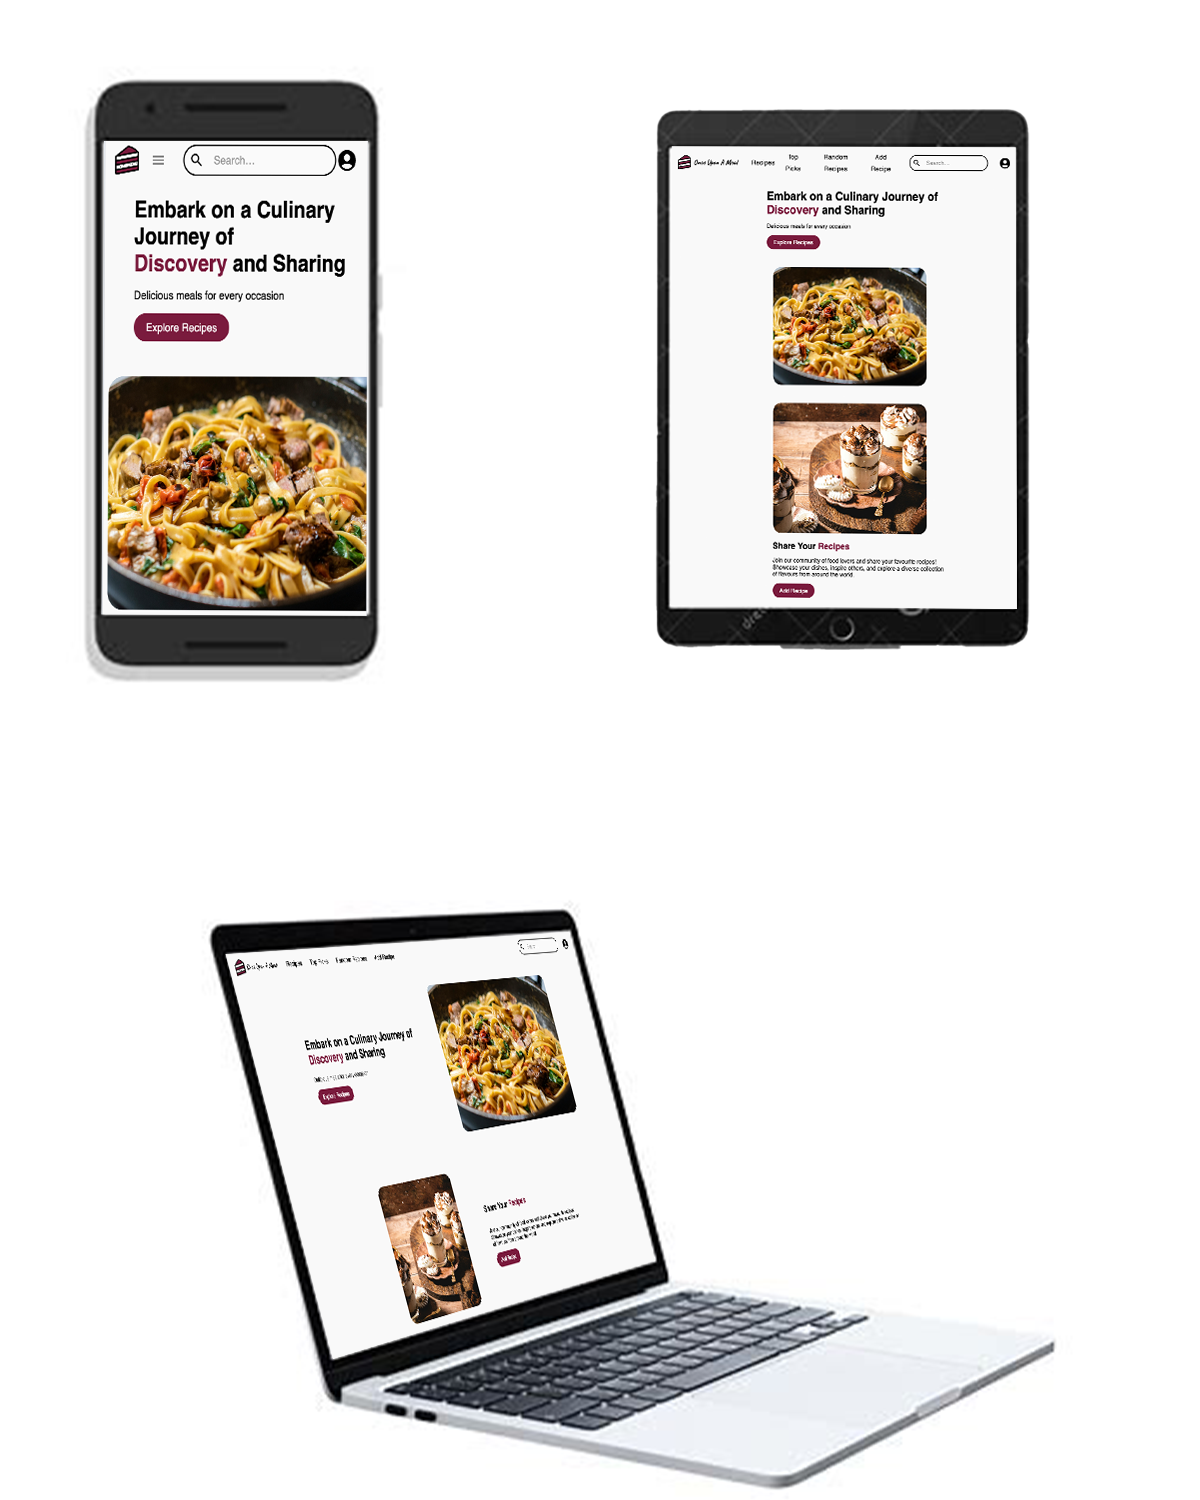 Search...
Embark on a Culinary
Journey of
Discovery and Sharing
Delicious meals for every occasion
Explore Recipes
Once Upon A Meal
Recipes
Top
Picks
Random
Recipes
Add
Recipe
Search...
Embark on a Culinary Journey of
Discovery and Sharing
Delicious meals for every occasion
Explore Recipes
Share Your Recipes
Join our community of food lovers and share your favourite recipes!
Showcase your dishes, inspire others, and explore a diverse collection
of flavours from around the world.
Add Recipe
Recipes Top Picks Random Recipes Add Recipe
Embark on a Culinary Journey of
Discovery and Sharing
Explore Recipes
Share Your Recipes
Add Recipe